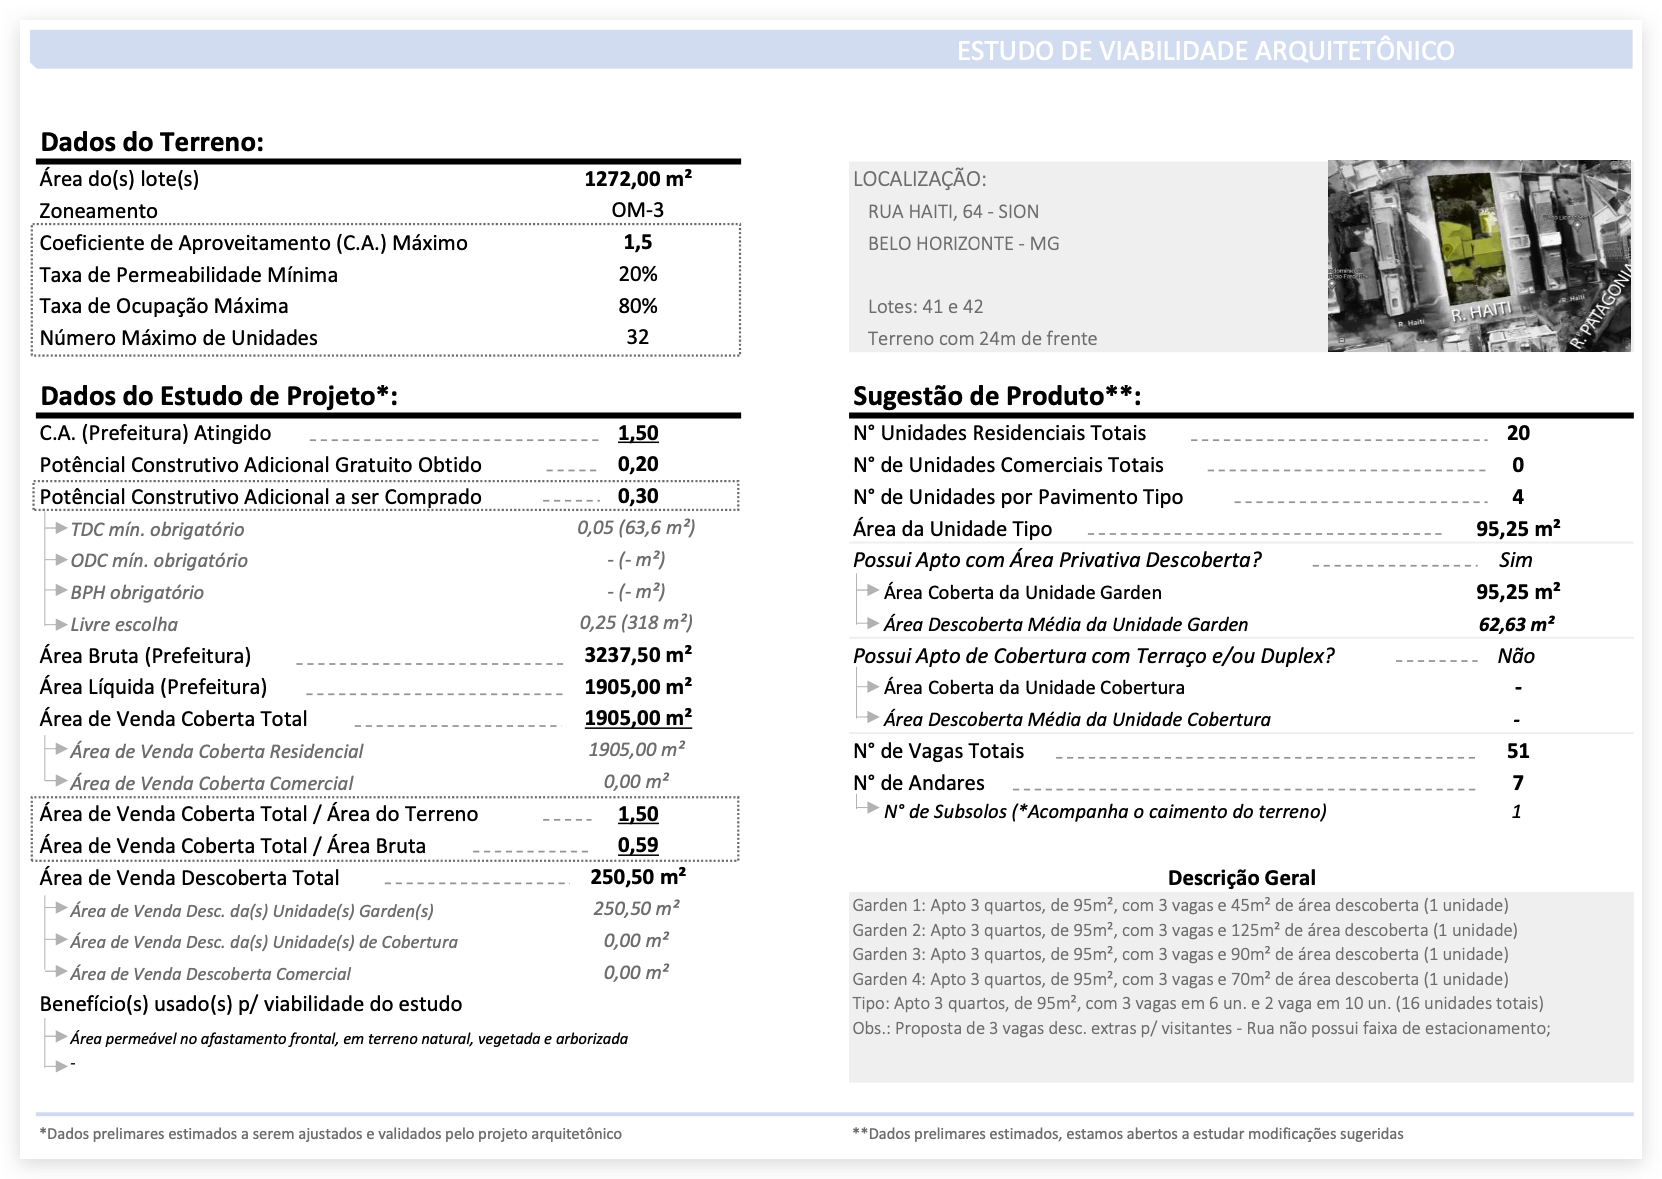 ESTUDO DE VIABILIDADE ARQUITETÔNICO
Dados do Terreno:
Área do(s) lote(s) 1272,00 m²
Zoneamento OM-3
Coeficiente de Aproveitamento (C.A.) Máximo 1,5
Taxa de Permeabilidade Mínima 20%
Taxa de Ocupação Máxima 80%
Número Máximo de Unidades 32
LOCALIZAÇÃO:
RUA HAITI, 64 - SION
BELO HORIZONTE - MG
Lotes: 41 e 42
Terreno com 24m de frente
R. Haiti
R. HAITI
R. Haiti
R. PATAGONIA
Dados do Estudo de Projeto*:
C.A. (Prefeitura) Atingido 1,50
Potêncial Construtivo Adicional Gratuito Obtido 0,20
Potêncial Construtivo Adicional a ser Comprado 0,30
TDC mín. obrigatório 0,05 (63,6 m²)
ODC mín. obrigatório - (- m²)
BPH obrigatório - (- m²)
Livre escolha 0,25 (318 m²)
Área Bruta (Prefeitura) 3237,50 m²
Área Líquida (Prefeitura) 1905,00 m²
Área de Venda Coberta Total 1905,00 m²
Área de Venda Coberta Residencial 1905,00 m²
Área de Venda Coberta Comercial 0,00 m²
Área de Venda Coberta Total / Área do Terreno 1,50
Área de Venda Coberta Total / Área Bruta 0,59
Área de Venda Descoberta Total 250,50 m²
Área de Venda Desc. da(s) Unidade(s) Garden(s) 250,50 m²
Área de Venda Desc. da(s) Unidade(s) de Cobertura 0,00 m²
Área de Venda Descoberta Comercial 0,00 m²
Benefício(s) usado(s) p/ viabilidade do estudo
Área permeável no afastamento frontal, em terreno natural, vegetada e arborizada
-
Sugestão de Produto**:
N° Unidades Residenciais Totais 20
N° de Unidades Comerciais Totais 0
N° de Unidades por Pavimento Tipo 4
Área da Unidade Tipo 95,25 m²
Possui Apto com Área Privativa Descoberta? Sim
Área Coberta da Unidade Garden 95,25 m²
Área Descoberta Média da Unidade Garden 62,63 m²
Possui Apto de Cobertura com Terraço e/ou Duplex? Não
Área Coberta da Unidade Cobertura -
Área Descoberta Média da Unidade Cobertura -
N° de Vagas Totais 51
N° de Andares 7
N° de Subsolos (*Acompanha o caimento do terreno) 1
Descrição Geral
Garden 1: Apto 3 quartos, de 95m², com 3 vagas e 45m² de área descoberta (1 unidade)
Garden 2: Apto 3 quartos, de 95m², com 3 vagas e 125m² de área descoberta (1 unidade)
Garden 3: Apto 3 quartos, de 95m², com 3 vagas e 90m² de área descoberta (1 unidade)
Garden 4: Apto 3 quartos, de 95m², com 3 vagas e 70m² de área descoberta (1 unidade)
Tipo: Apto 3 quartos, de 95m², com 3 vagas em 6 un. e 2 vaga em 10 un. (16 unidades totais)
Obs.: Proposta de 3 vagas desc. extras p/ visitantes - Rua não possui faixa de estacionamento;
*Dados prelimares estimados a serem ajustados e validados pelo projeto arquitetônico
**Dados prelimares estimados, estamos abertos a estudar modificações sugeridas